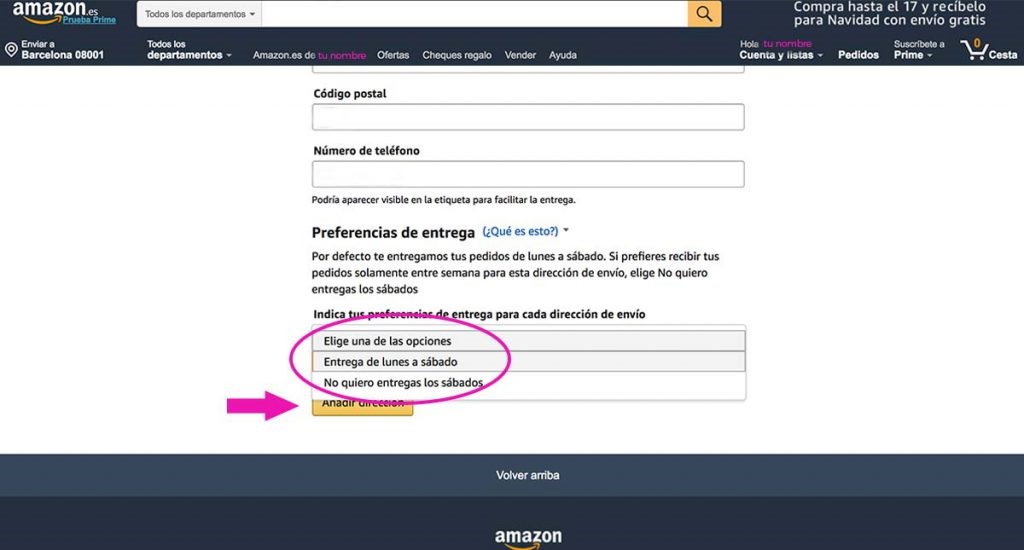 amazon.es
Prueba Prime
Todos los departamentos
Compra hasta el 17 y recíbelo
para Navidad con envío gratis
Enviar a
Barcelona 08001
Todos los
departamentos
Amazon.es de tu nombre
Ofertas
Cheques regalo
Vender
Ayuda
Hola tu nombre
Cuenta y listas
Pedidos
Suscríbete a
Prime
0
Cesta
Código postal
Número de teléfono
Podría aparecer visible en la etiqueta para facilitar la entrega.
Preferencias de entrega (¿Qué es esto?)
Por defecto te entregamos tus pedidos de lunes a sábado. Si prefieres recibir tus
pedidos solamente entre semana para esta dirección de envío, elige No quiero
entregas los sábados
Indica tus preferencias de entrega para cada dirección de envío
Elige una de las opciones
Entrega de lunes a sábado
No quiero entregas los sábados
Añadir dirección
Volver arriba
amazon